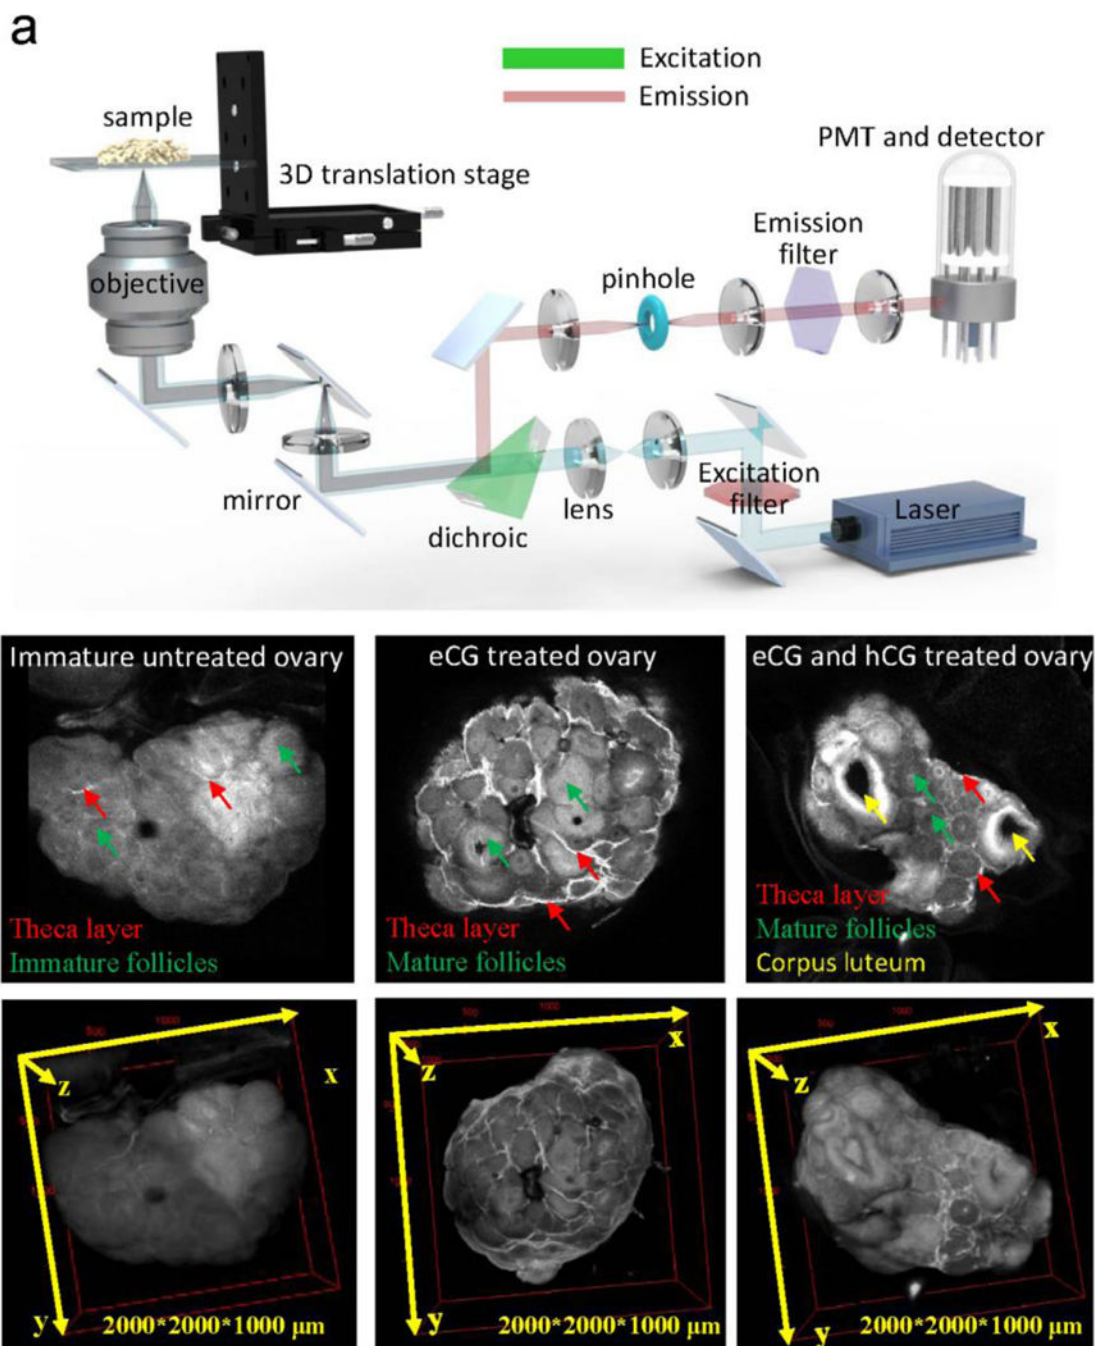 a
Excitation
Emission
sample
PMT and detector
3D translation stage
Emission
filter
objective
pinhole
Excitation
filter
mirror
lens
Laser
dichroic
Immature untreated ovary
Theca layer
Immature follicles
eCG treated ovary
Theca layer
Mature follicles
eCG and hCG treated ovary
Theca layer
Mature follicles
Corpus luteum
x
z
y
2000*2000*1000 μm
x
z
y
2000*2000*1000 μm
x
z
y
2000*2000*1000 μm